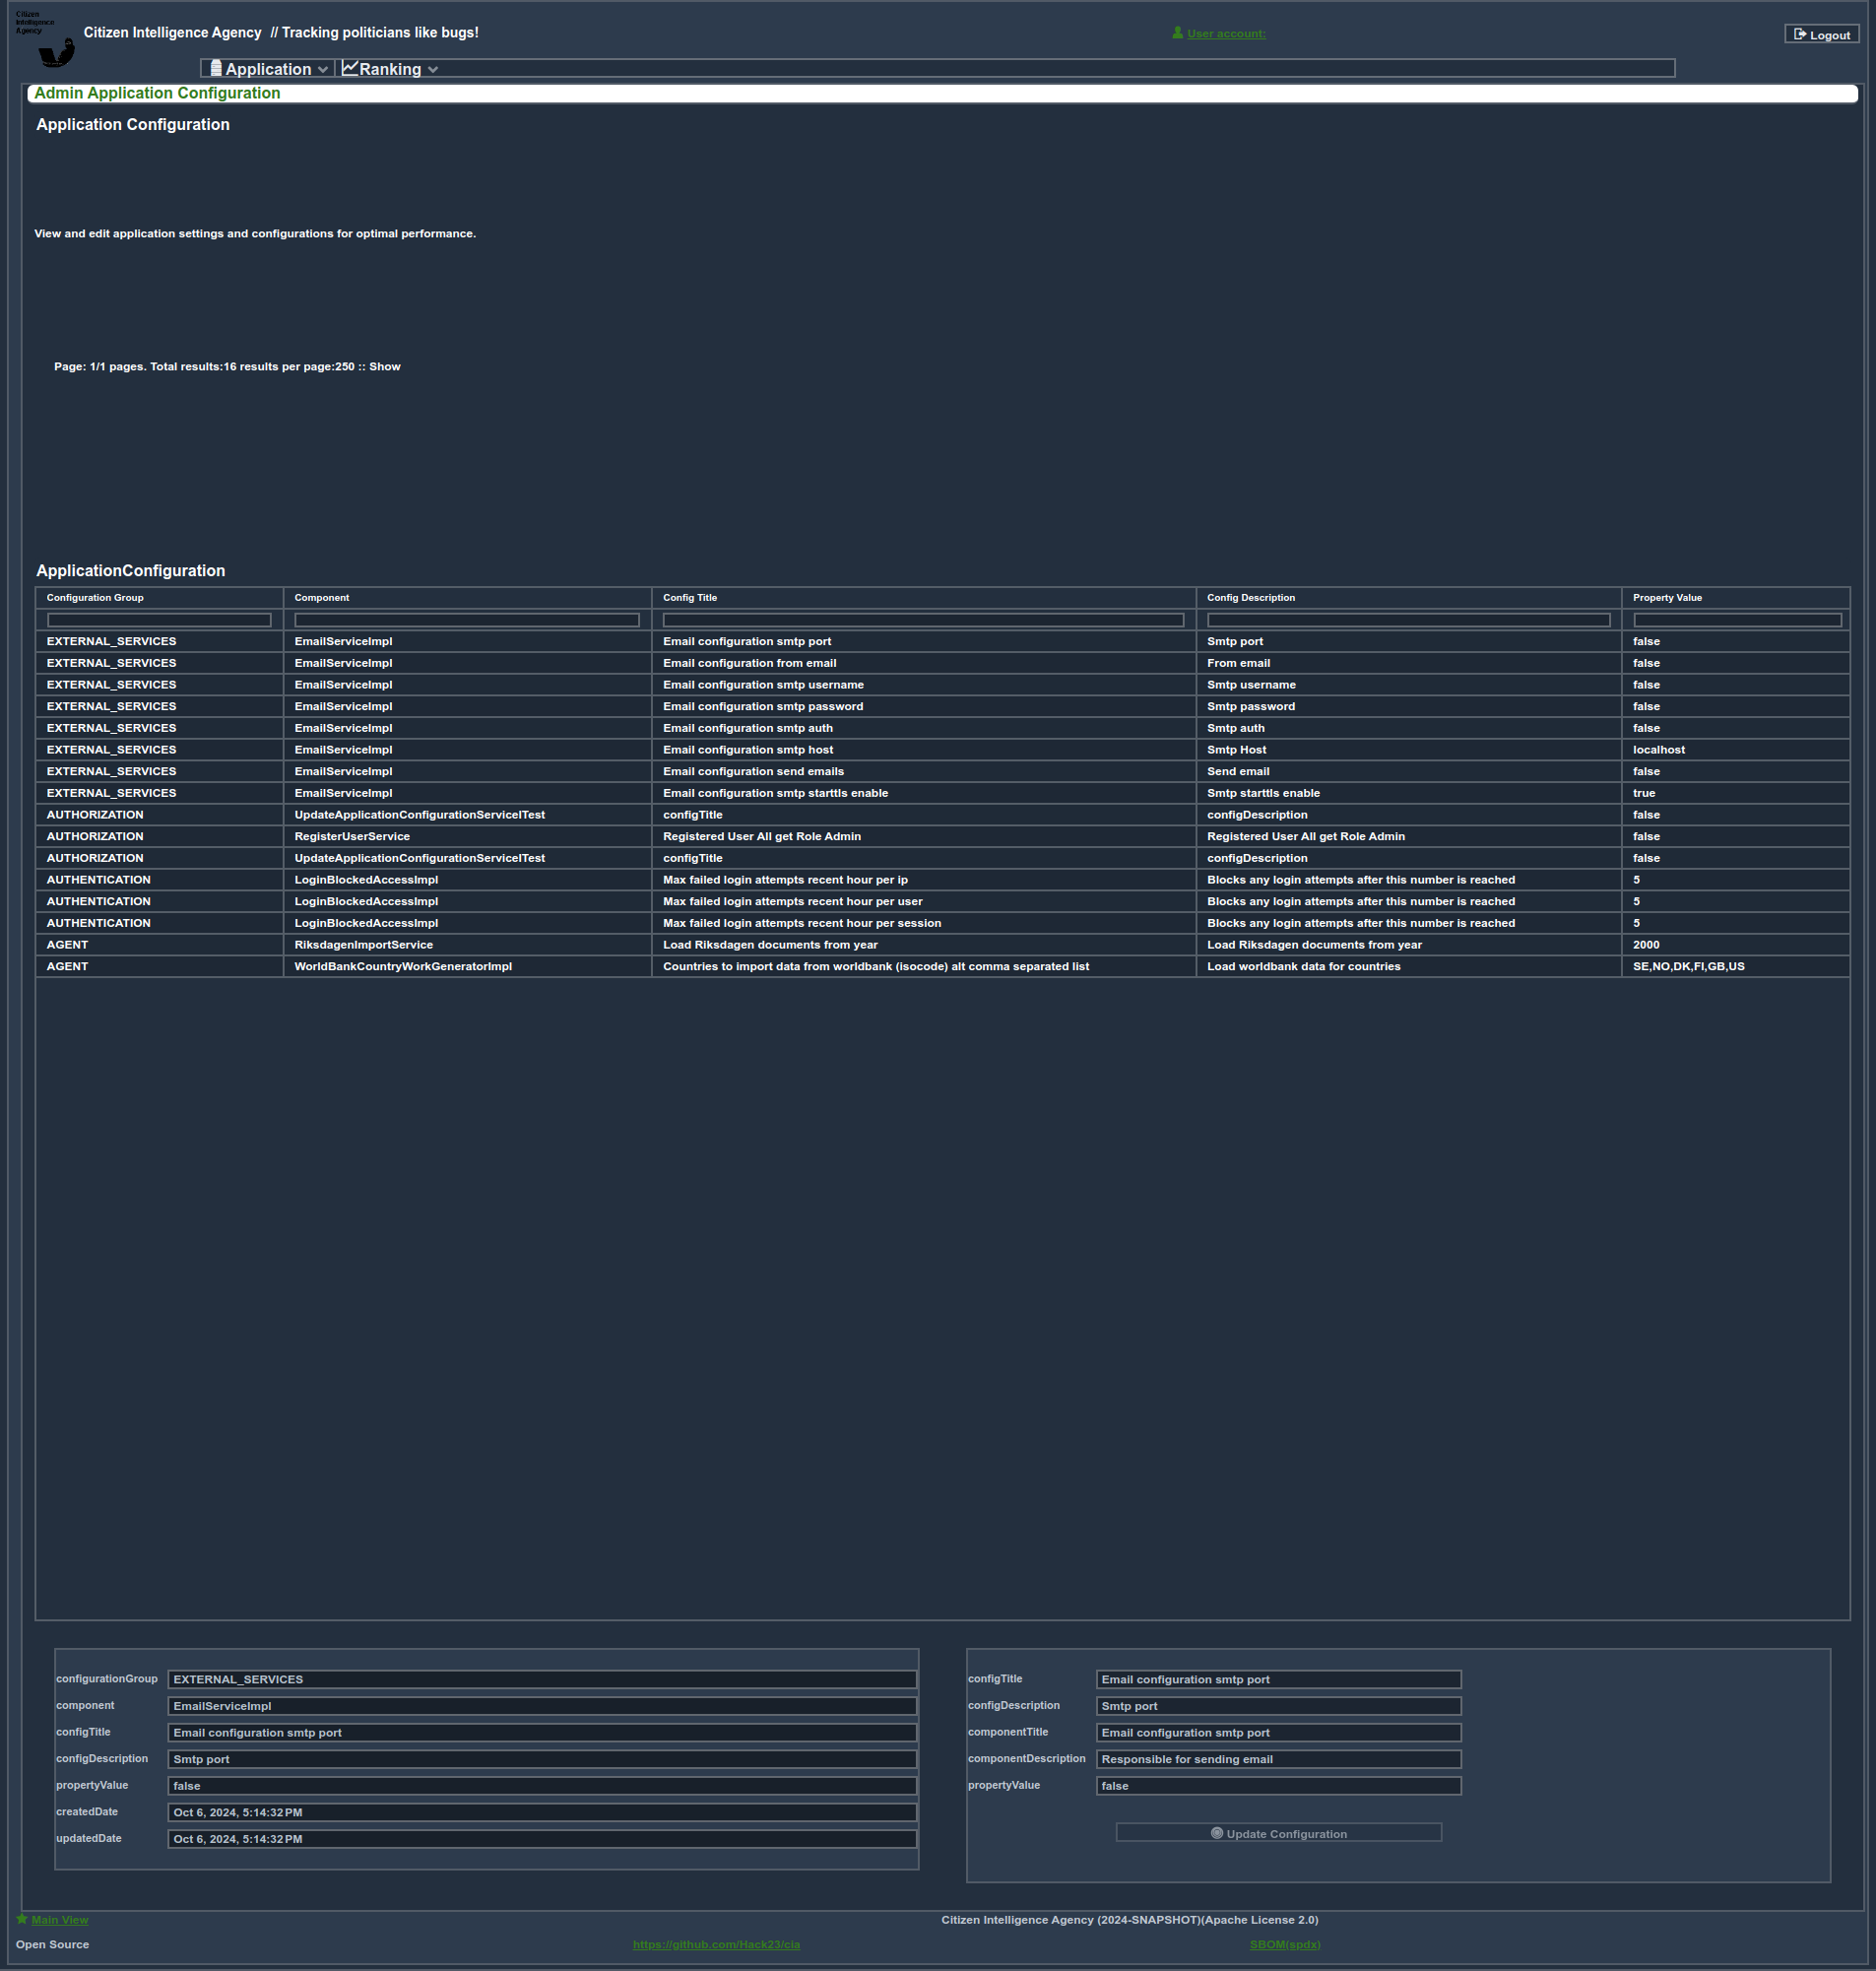 Citizen
Intelligence
Agency
Citizen Intelligence Agency // Tracking politicians like bugs!
User account:
Logout
Application Ranking
Admin Application Configuration
Application Configuration
View and edit application settings and configurations for optimal performance.
Page: 1/1 pages. Total results:16 results per page:250 :: Show
ApplicationConfiguration
Configuration Group Component Config Title Config Description Property Value
EXTERNAL_SERVICES EmailServiceImpl Email configuration smtp port Smtp port false
EXTERNAL_SERVICES EmailServiceImpl Email configuration from email From email false
EXTERNAL_SERVICES EmailServiceImpl Email configuration smtp username Smtp username false
EXTERNAL_SERVICES EmailServiceImpl Email configuration smtp password Smtp password false
EXTERNAL_SERVICES EmailServiceImpl Email configuration smtp auth Smtp auth false
EXTERNAL_SERVICES EmailServiceImpl Email configuration smtp host Smtp Host localhost
EXTERNAL_SERVICES EmailServiceImpl Email configuration send emails Send email false
EXTERNAL_SERVICES EmailServiceImpl Email configuration smtp starttls enable Smtp starttls enable true
AUTHORIZATION UpdateApplicationConfigurationServiceITest configTitle configDescription false
AUTHORIZATION RegisterUserService Registered User All get Role Admin Registered User All get Role Admin false
AUTHORIZATION UpdateApplicationConfigurationServiceITest configTitle configDescription false
AUTHENTICATION LoginBlockedAccessImpl Max failed login attempts recent hour per ip Blocks any login attempts after this number is reached 5
AUTHENTICATION LoginBlockedAccessImpl Max failed login attempts recent hour per user Blocks any login attempts after this number is reached 5
AUTHENTICATION LoginBlockedAccessImpl Max failed login attempts recent hour per session Blocks any login attempts after this number is reached 5
AGENT RiksdagenImportService Load Riksdagen documents from year Load Riksdagen documents from year 2000
AGENT WorldBankCountryWorkGeneratorImpl Countries to import data from worldbank (isocode) alt comma separated list Load worldbank data for countries SE,NO,DK,FI,GB,US
configurationGroup EXTERNAL_SERVICES
component EmailServiceImpl
configTitle Email configuration smtp port
configDescription Smtp port
propertyValue false
createdDate Oct 6, 2024, 5:14:32 PM
updatedDate Oct 6, 2024, 5:14:32 PM
configTitle Email configuration smtp port
configDescription Smtp port
componentTitle Email configuration smtp port
componentDescription Responsible for sending email
propertyValue false
Update Configuration
Main View
Citizen Intelligence Agency (2024-SNAPSHOT)(Apache License 2.0)
Open Source
https://github.com/Hack23/cia
SBOM(spdx)